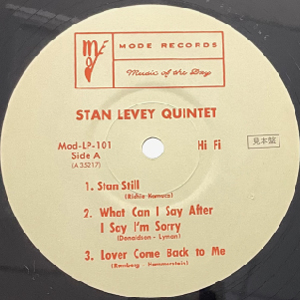 MODE RECORDS
Music of the Day
STAN LEVEY QUINTET
Mod-LP-101
Hi Fi
Side A
(A 35217)
見本盤
1. Stan Still
(Richie Kamuca)
2. What Can I Say After
I Say I'm Sorry
(Donaldson - Lyman)
3. Lover Come Back to Me
(Romberg - Hammerstein)